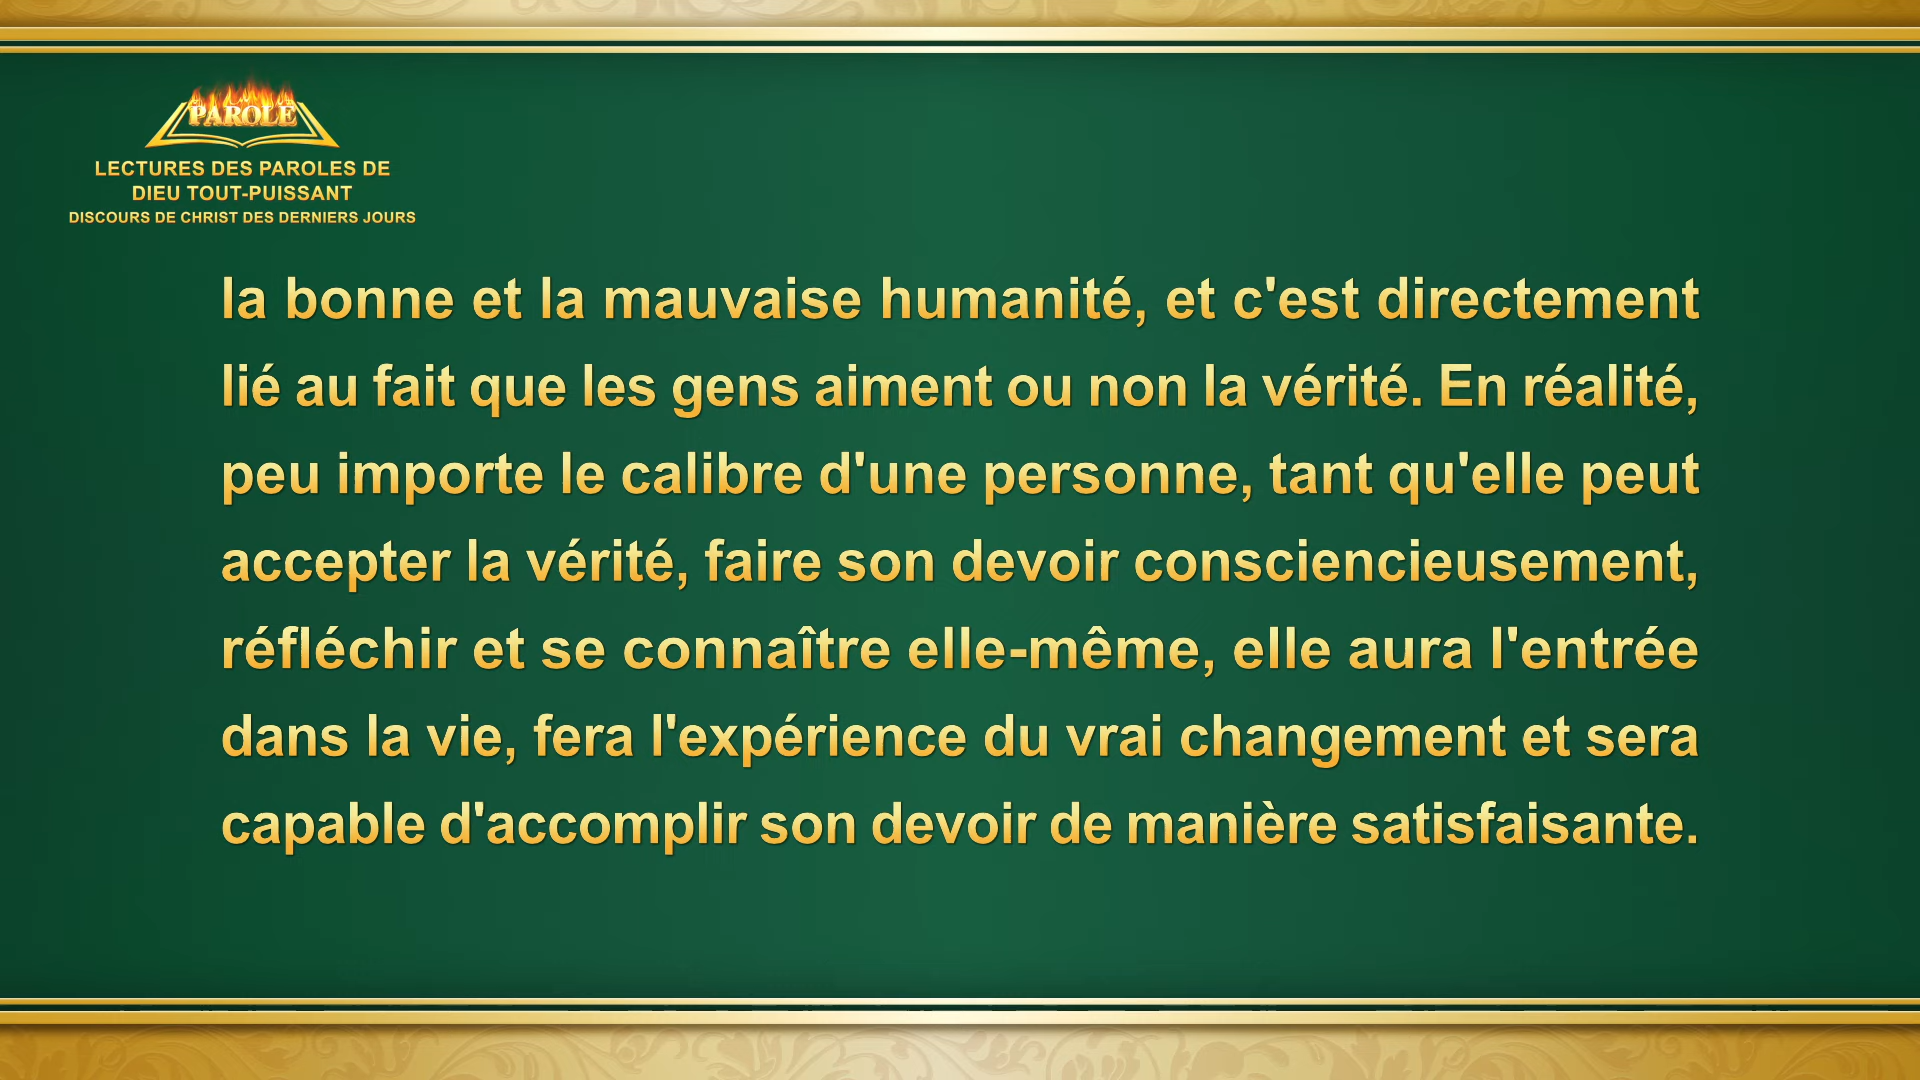 PAROLE
LECTURES DES PAROLES DE
DIEU TOUT-PUISSANT
DISCOURS DE CHRIST DES DERNIERS JOURS
la bonne et la mauvaise humanité, et c'est directement
lié au fait que les gens aiment ou non la vérité. En réalité,
peu importe le calibre d'une personne, tant qu'elle peut
accepter la vérité, faire son devoir consciencieusement,
réfléchir et se connaître elle-même, elle aura l'entrée
dans la vie, fera l'expérience du vrai changement et sera
capable d'accomplir son devoir de manière satisfaisante.